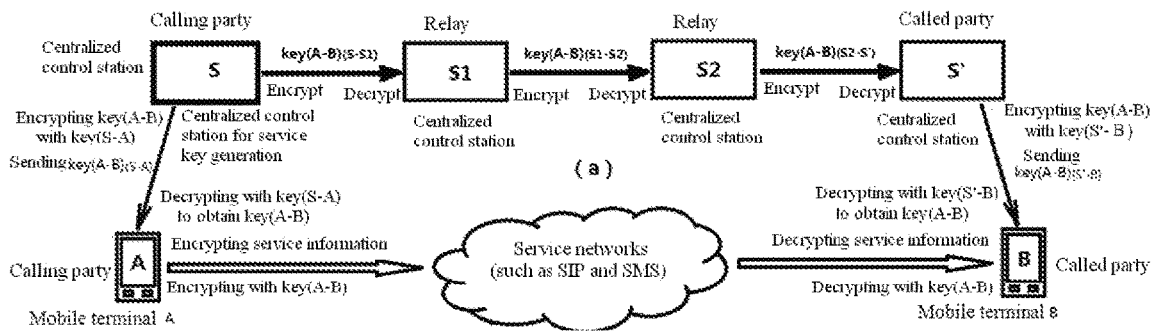 Calling party
Relay
Relay
Called party
Centralized
control station
S
key(A-B)(S-S1)
Encrypt
Decrypt
S1
key(A-B)(S1-S2)
Encrypt
Decrypt
S2
key(A-B)(S2-S')
Encrypt
Decrypt
S'
Encrypting key(A-B)
with key(S-A)
Centralized control
station for service
key generation
Centralized
control station
Centralized
control station
Centralized
control station
Encrypting key(A-B)
with key(S'-B)
Sending key(A-B)(S-A)
(a)
Sending
key(A-B)(S'-B)
Decrypting with key(S-A)
to obtain key(A-B)
Decrypting with key(S'-B)
to obtain key(A-B)
Calling party
A
Encrypting service information
Encrypting with key(A-B)
Service networks
(such as SIP and SMS)
Decrypting service information
Decrypting with key(A-B)
B
Called party
Mobile terminal A
Mobile terminal B